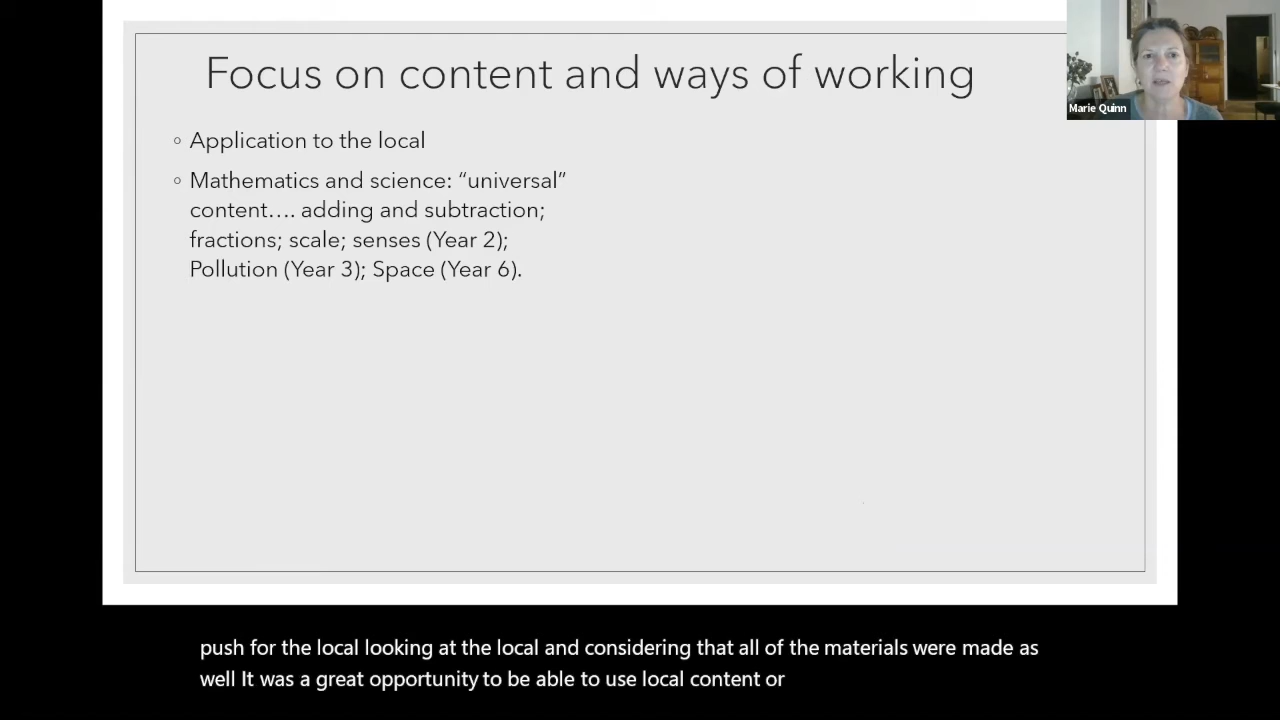 Focus on content and ways of working
Marie Quinn
◦ Application to the local
◦ Mathematics and science: “universal”
content…. adding and subtraction;
fractions; scale; senses (Year 2);
Pollution (Year 3); Space (Year 6).
push for the local looking at the local and considering that all of the materials were made as
well It was a great opportunity to be able to use local content or